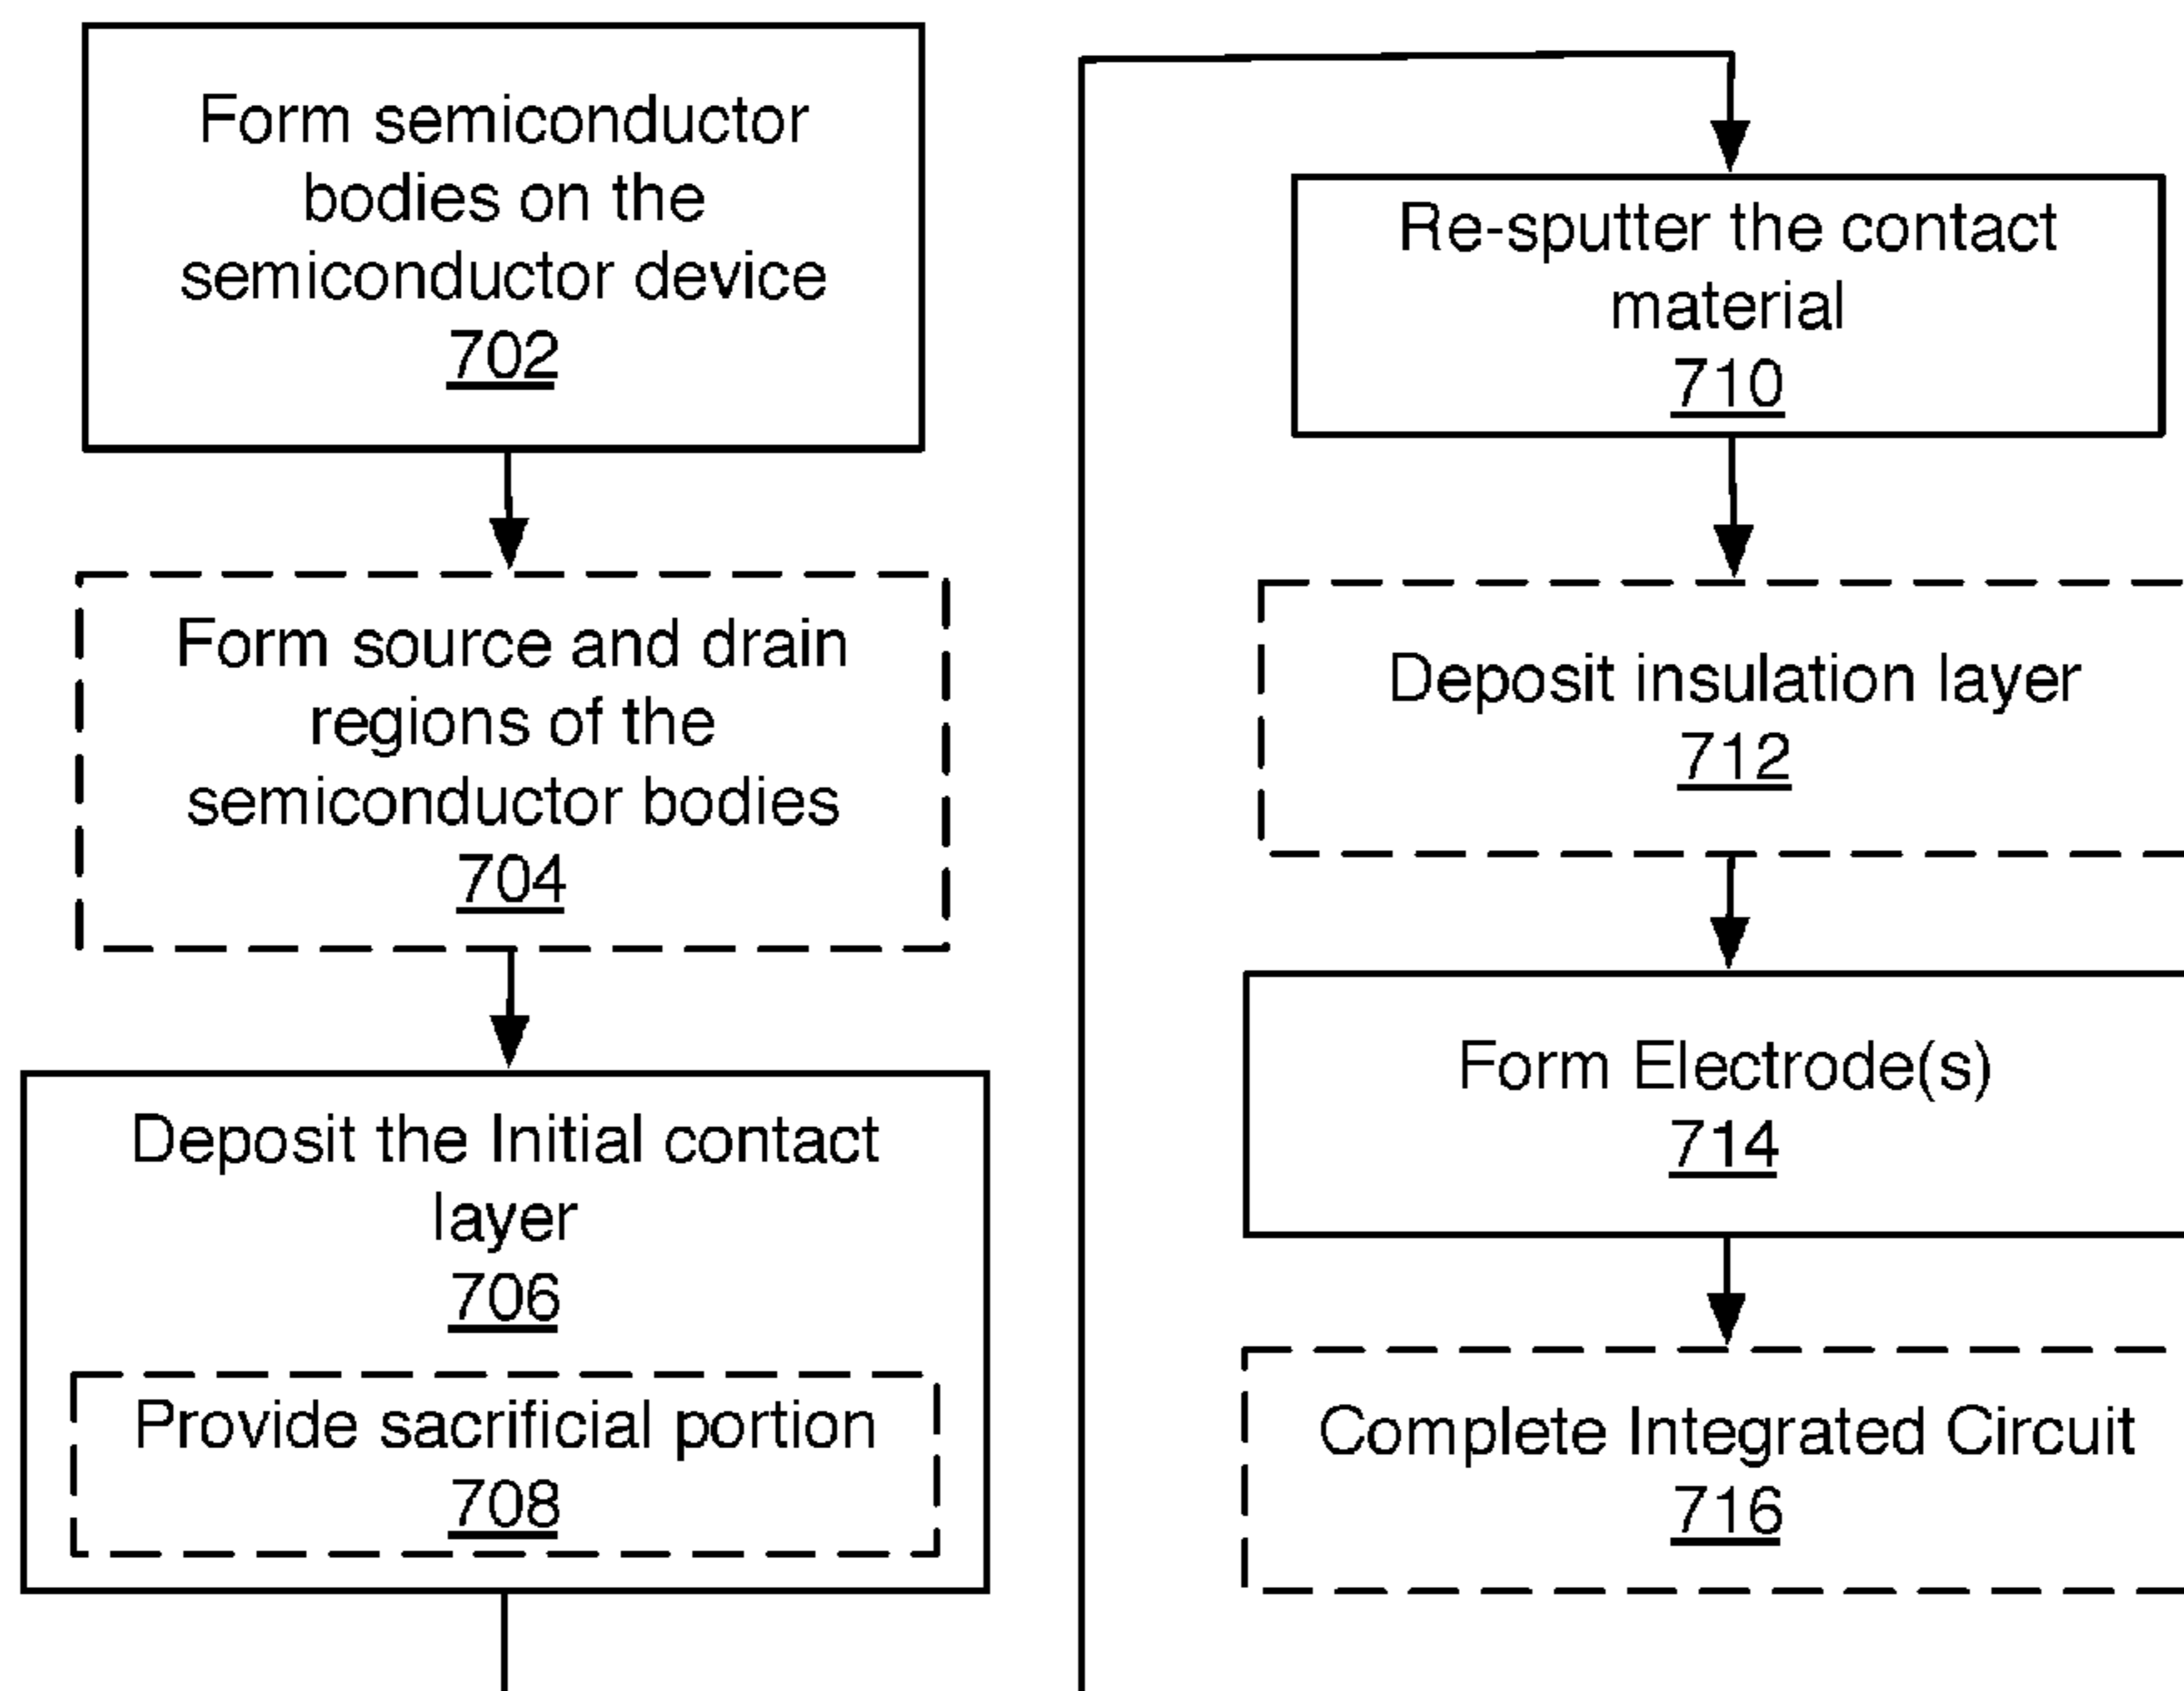 Form semiconductor
bodies on the
semiconductor device
702
Form source and drain
regions of the
semiconductor bodies
704
Deposit the Initial contact
layer
706
Provide sacrificial portion
708
Re-sputter the contact
material
710
Deposit insulation layer
712
Form Electrode(s)
714
Complete Integrated Circuit
716